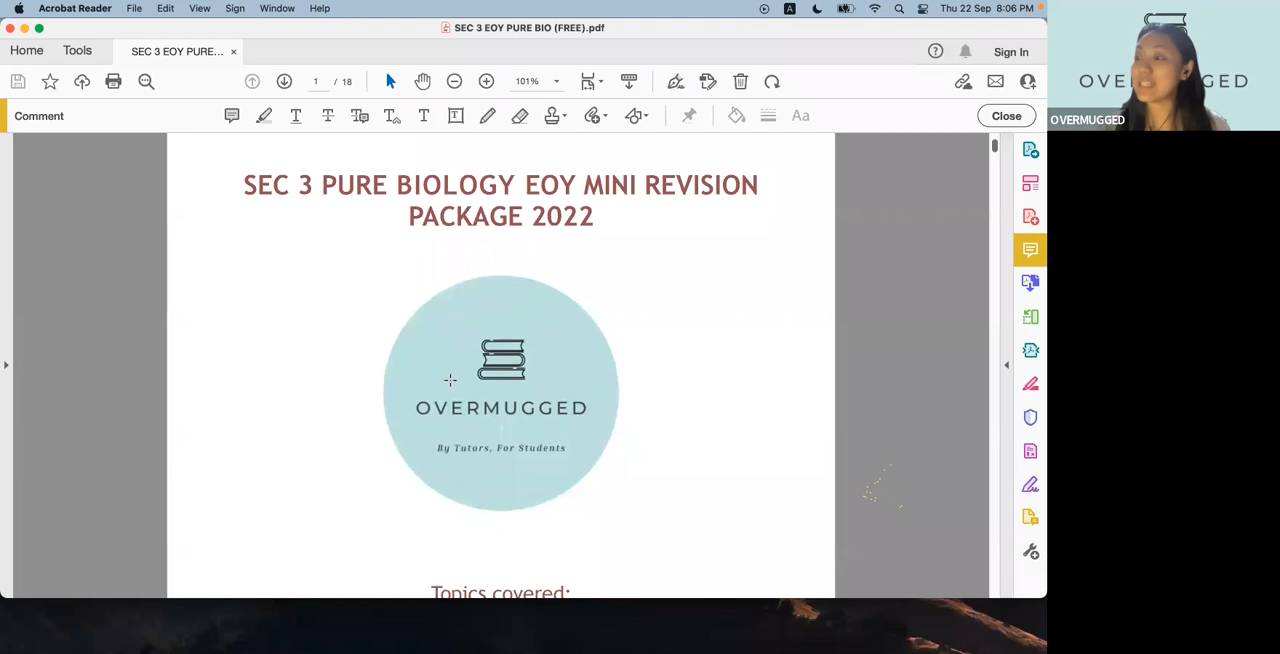 Acrobat Reader File Edit View Sign Window Help A Thu 22 Sep 8:06 PM
SEC 3 EOY PURE BIO (FREE).pdf
Home Tools SEC 3 EOY PURE... × Sign In
1 / 18 101%
Comment Close
Aa
SEC 3 PURE BIOLOGY EOY MINI REVISION
PACKAGE 2022
OVERMUGGED
By Tutors, For Students
Topics covered:
OVERMUGGED